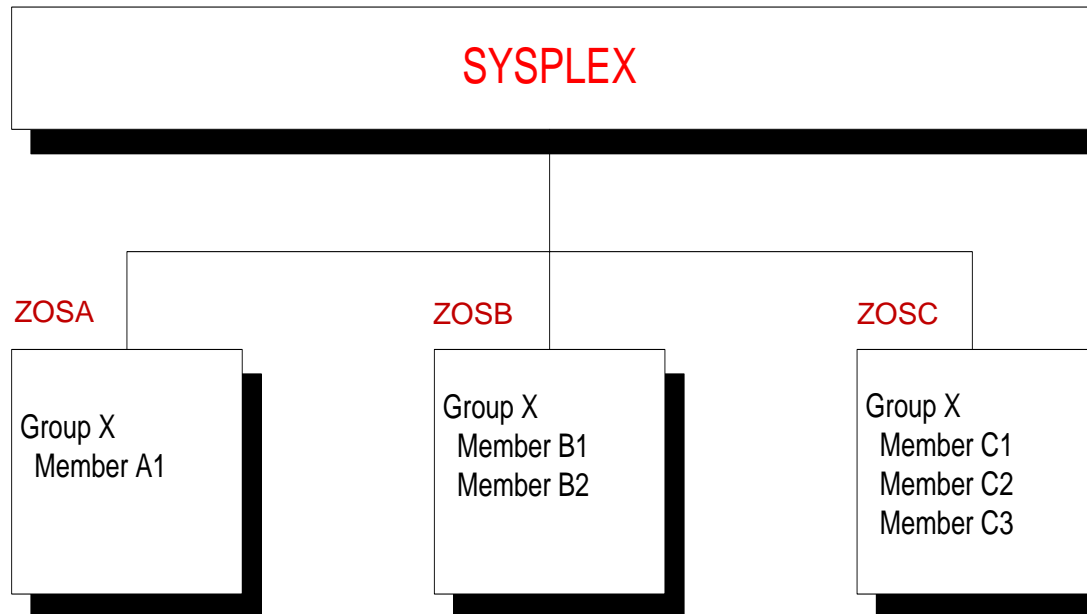 SYSPLEX
ZOSA
Group X
Member A1
ZOSB
Group X
Member B1
Member B2
ZOSC
Group X
Member C1
Member C2
Member C3